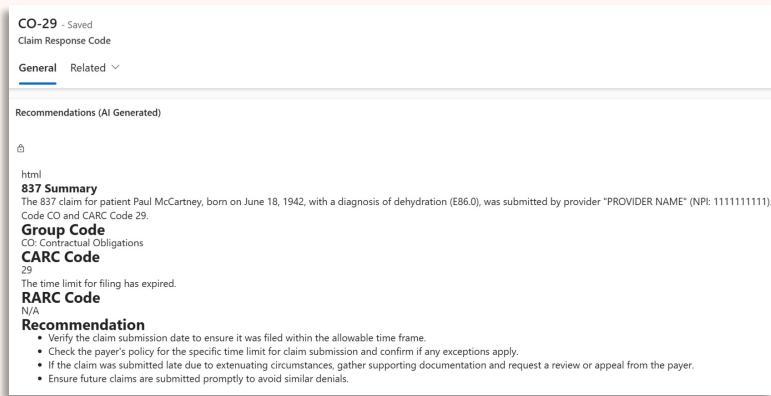 CO-29 - Saved
Claim Response Code
General Related
Recommendations (AI Generated)
html
837 Summary
The 837 claim for patient Paul McCartney, born on June 18, 1942, with a diagnosis of dehydration (E86.0), was submitted by provider "PROVIDER NAME" (NPI: 1111111111).
Code CO and CARC Code 29.
Group Code
CO: Contractual Obligations
CARC Code
29
The time limit for filing has expired.
RARC Code
N/A
Recommendation
• Verify the claim submission date to ensure it was filed within the allowable time frame.
• Check the payer's policy for the specific time limit for claim submission and confirm if any exceptions apply.
• If the claim was submitted late due to extenuating circumstances, gather supporting documentation and request a review or appeal from the payer.
• Ensure future claims are submitted promptly to avoid similar denials.